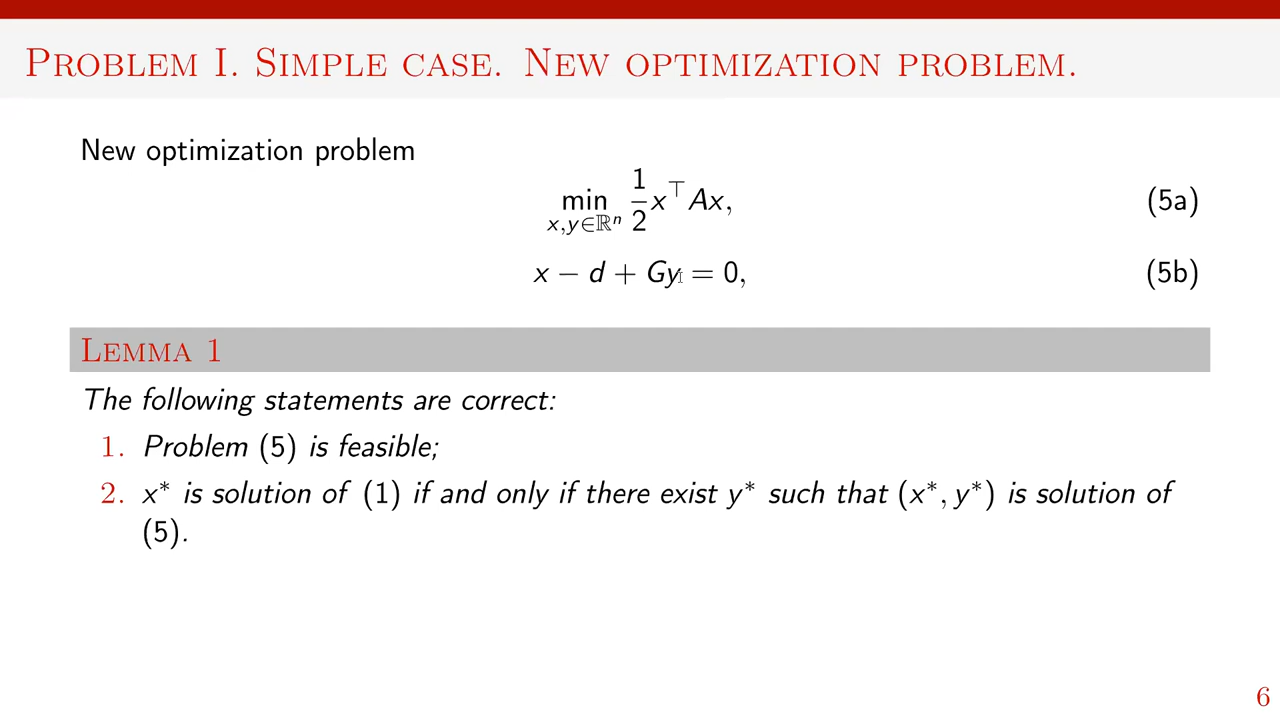 Problem I. Simple case. New optimization problem.
New optimization problem
min_{x,y∈ℝⁿ} 1/2 x^⊤ Ax, (5a)
x − d + Gy = 0, (5b)
Lemma 1
The following statements are correct:
1. Problem (5) is feasible;
2. x* is solution of (1) if and only if there exist y* such that (x*, y*) is solution of
(5).
6